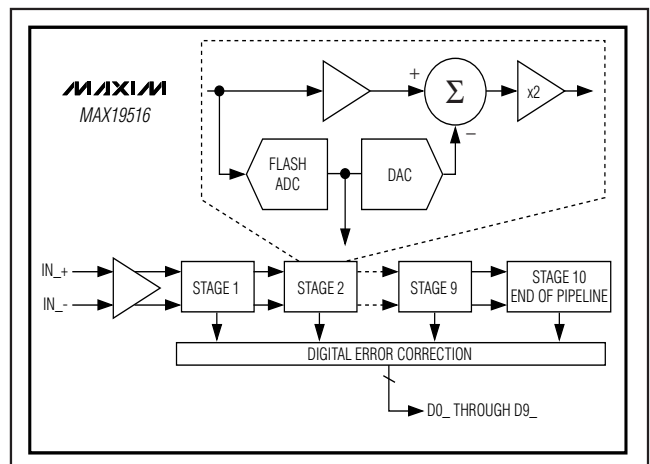 MAXIM
MAX19516
+
Σ
x2
−
FLASH
ADC
DAC
IN_+
IN_-
STAGE 1
STAGE 2
STAGE 9
STAGE 10
END OF PIPELINE
DIGITAL ERROR CORRECTION
D0_ THROUGH D9_